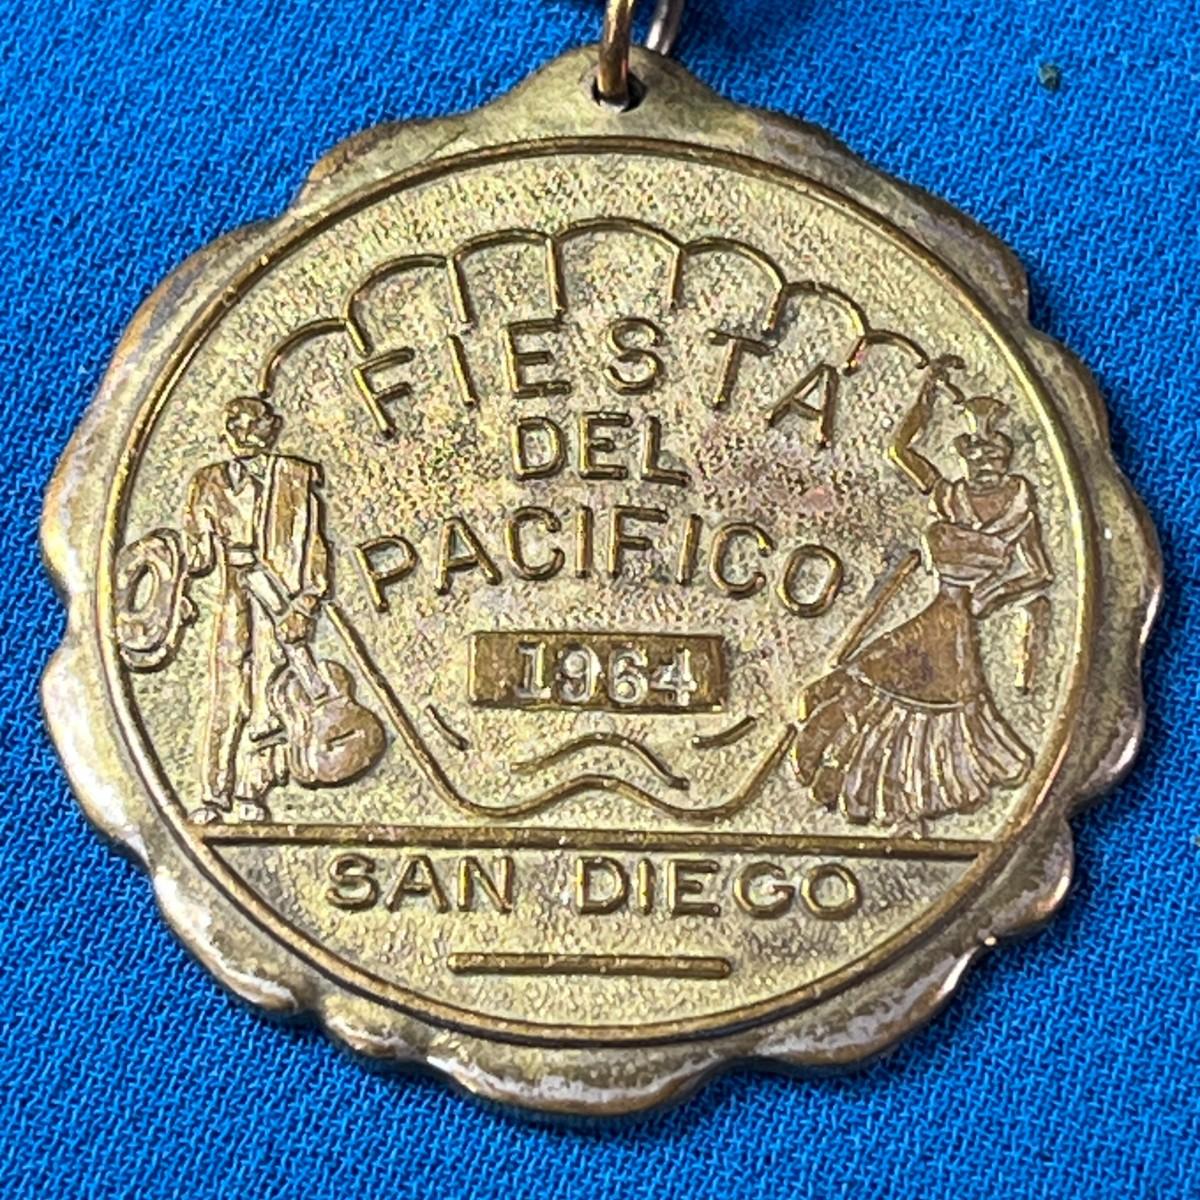 FIESTA
DEL
PACIFICO
1964
SAN DIEGO